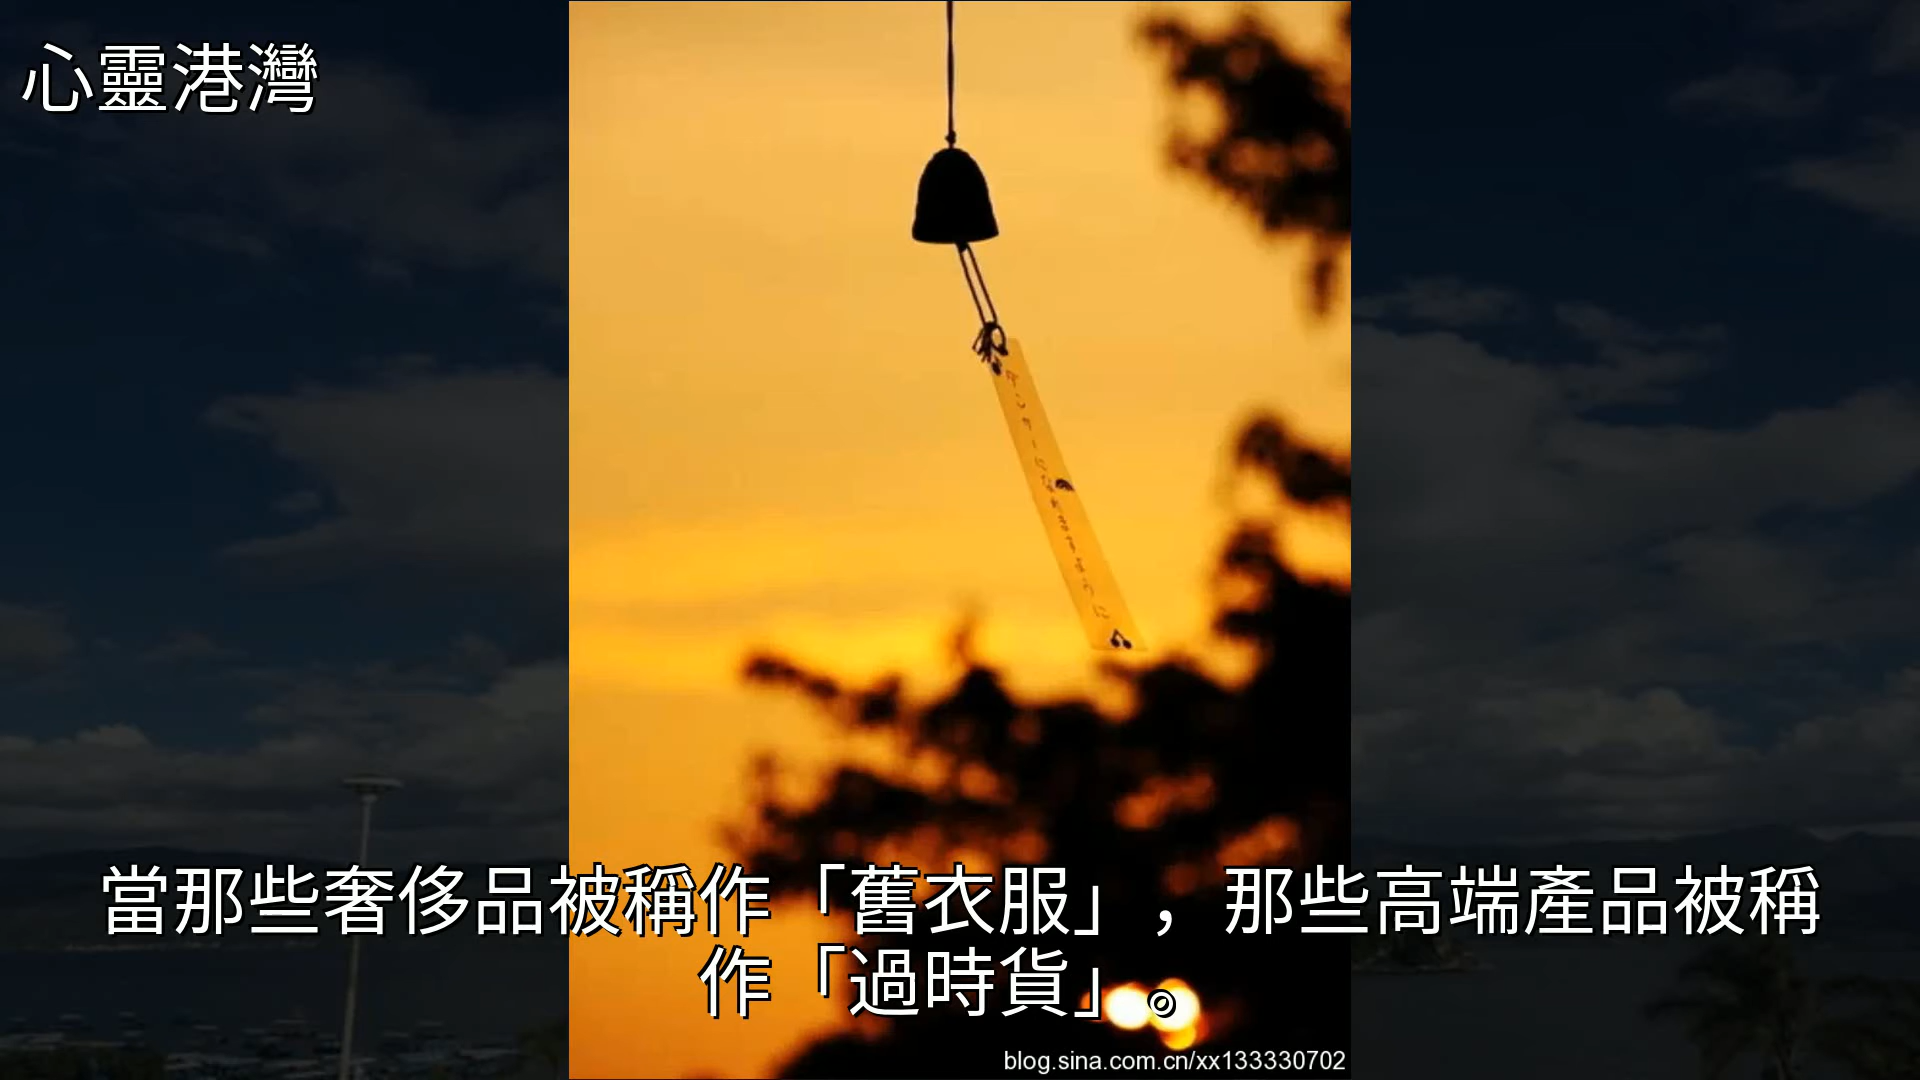 心靈港灣
當那些奢侈品被稱作「舊衣服」，那些高端產品被稱
作「過時貨」。
blog.sina.com.cn/xx133330702